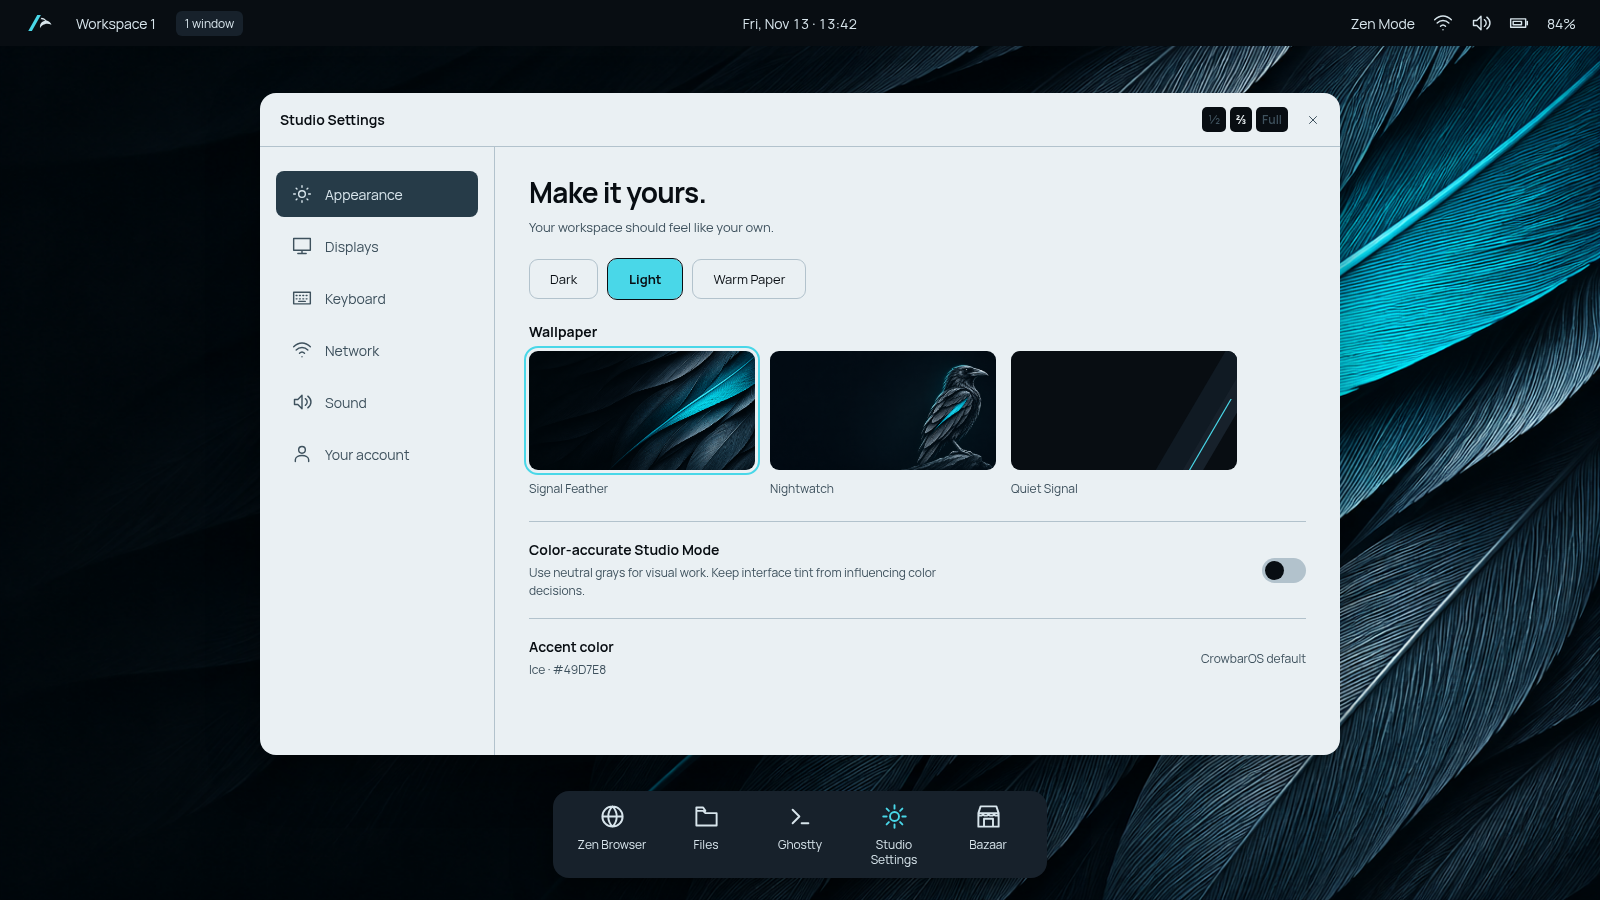 Workspace 1
1 window
Fri, Nov 13 · 13:42
Zen Mode
84%
Studio Settings
½
⅔
Full
Appearance
Displays
Keyboard
Network
Sound
Your account
Make it yours.
Your workspace should feel like your own.
Dark
Light
Warm Paper
Wallpaper
Signal Feather
Nightwatch
Quiet Signal
Color-accurate Studio Mode
Use neutral grays for visual work. Keep interface tint from influencing color
decisions.
Accent color
Ice · #49D7E8
CrowbarOS default
Zen Browser
Files
Ghostty
Studio
Settings
Bazaar